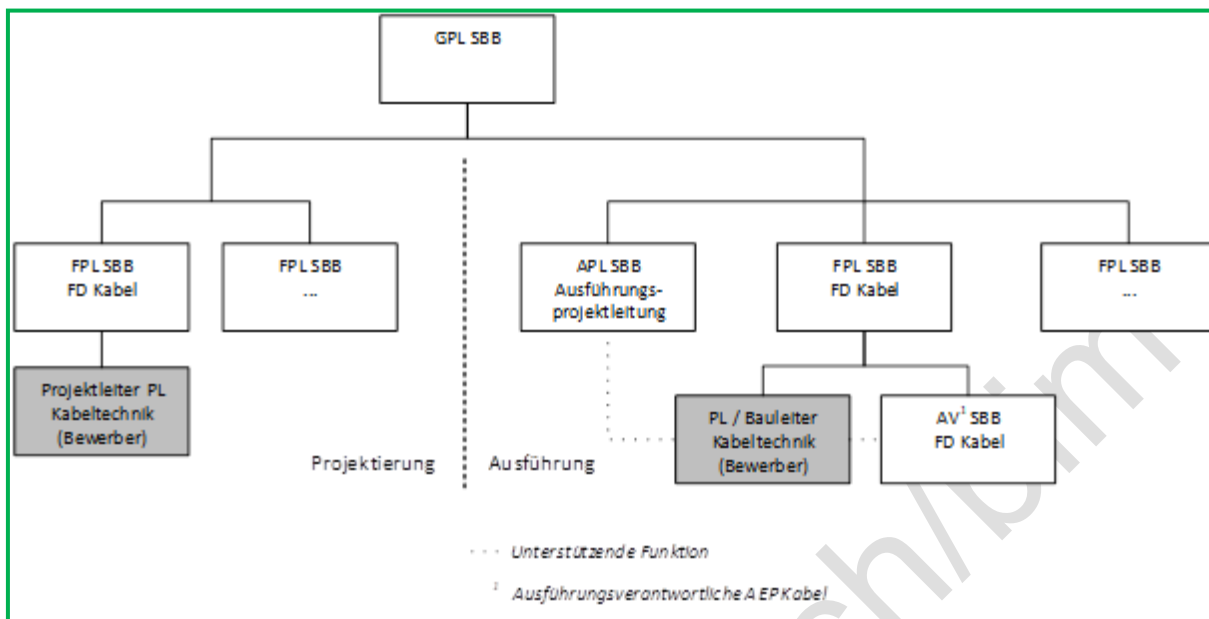 GPL SBB
FPL SBB
FD Kabel
FPL SBB
...
APL SBB
Ausführungs-
projektleitung
FPL SBB
FD Kabel
FPL SBB
...
Projektleiter PL
Kabeltechnik
(Bewerber)
PL / Bauleiter
Kabeltechnik
(Bewerber)
AV¹ SBB
FD Kabel
Projektierung
Ausführung
Unterstützende Funktion
¹ Ausführungsverantwortliche AEP Kabel
ch/bim